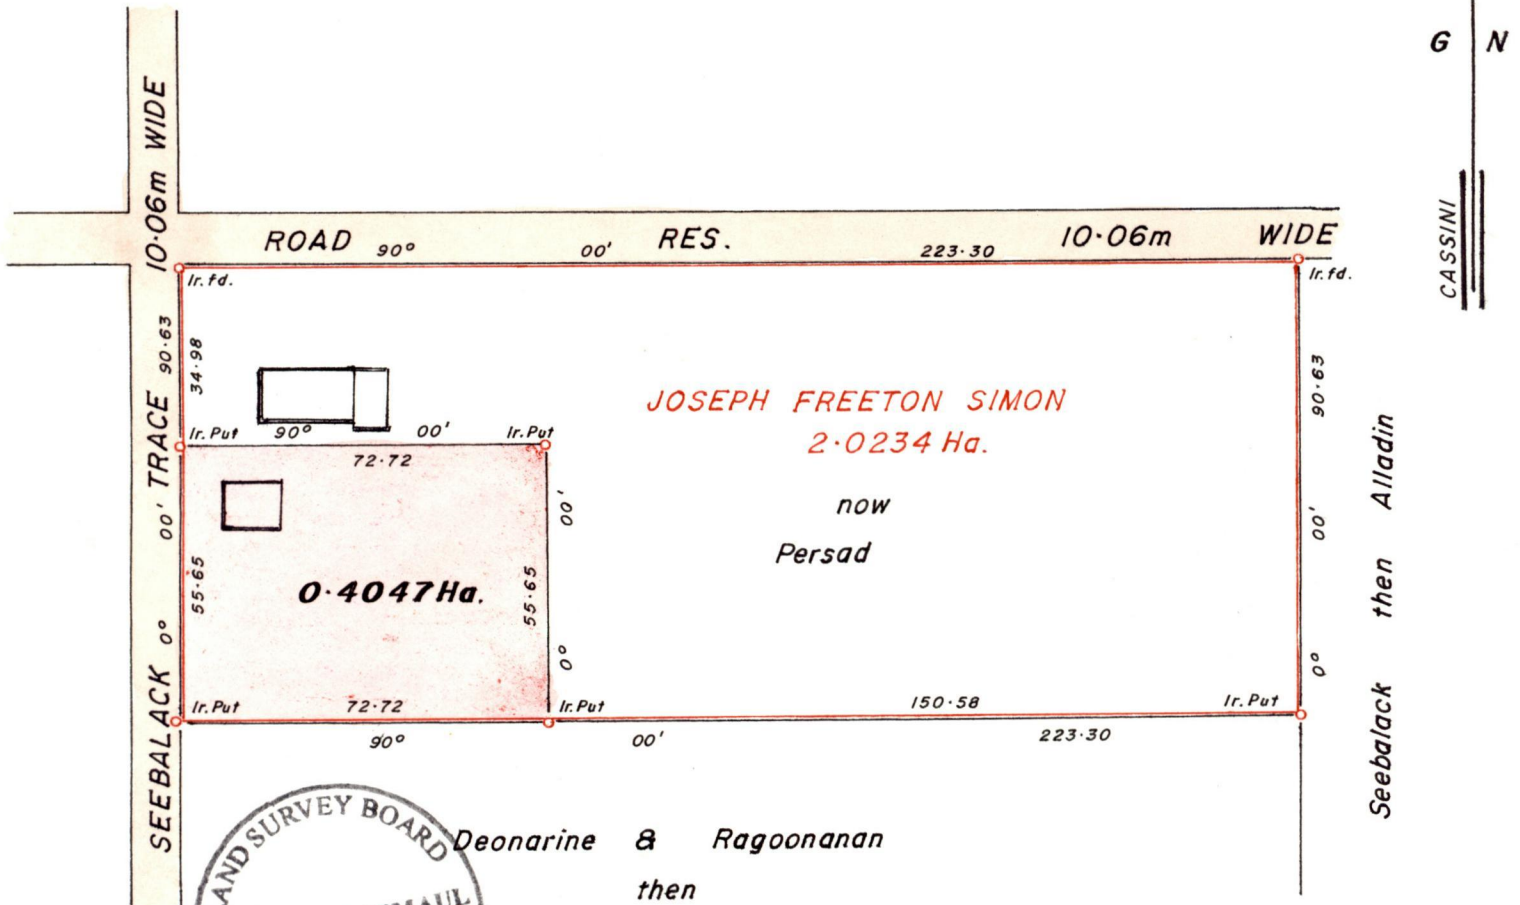 G N
CASSINI
10·06m WIDE
ROAD 90° 00' RES. 223·30 10·06m WIDE
Ir. fd.
Ir. fd.
90·63
34·98
90·63
JOSEPH FREETON SIMON
2·0234 Ha.
now
Persad
Ir. Put 90° 00' Ir. Put
72·72
SEEBALACK 0° 00' TRACE
00'
55·65
55·65
0°
0·4047 Ha.
00'
0°
Seebalack then Alladin
Ir. Put 72·72 Ir. Put 150·58 Ir. Put
90° 00' 223·30
LAND SURVEY BOARD
Deonarine & Ragoonanan
then